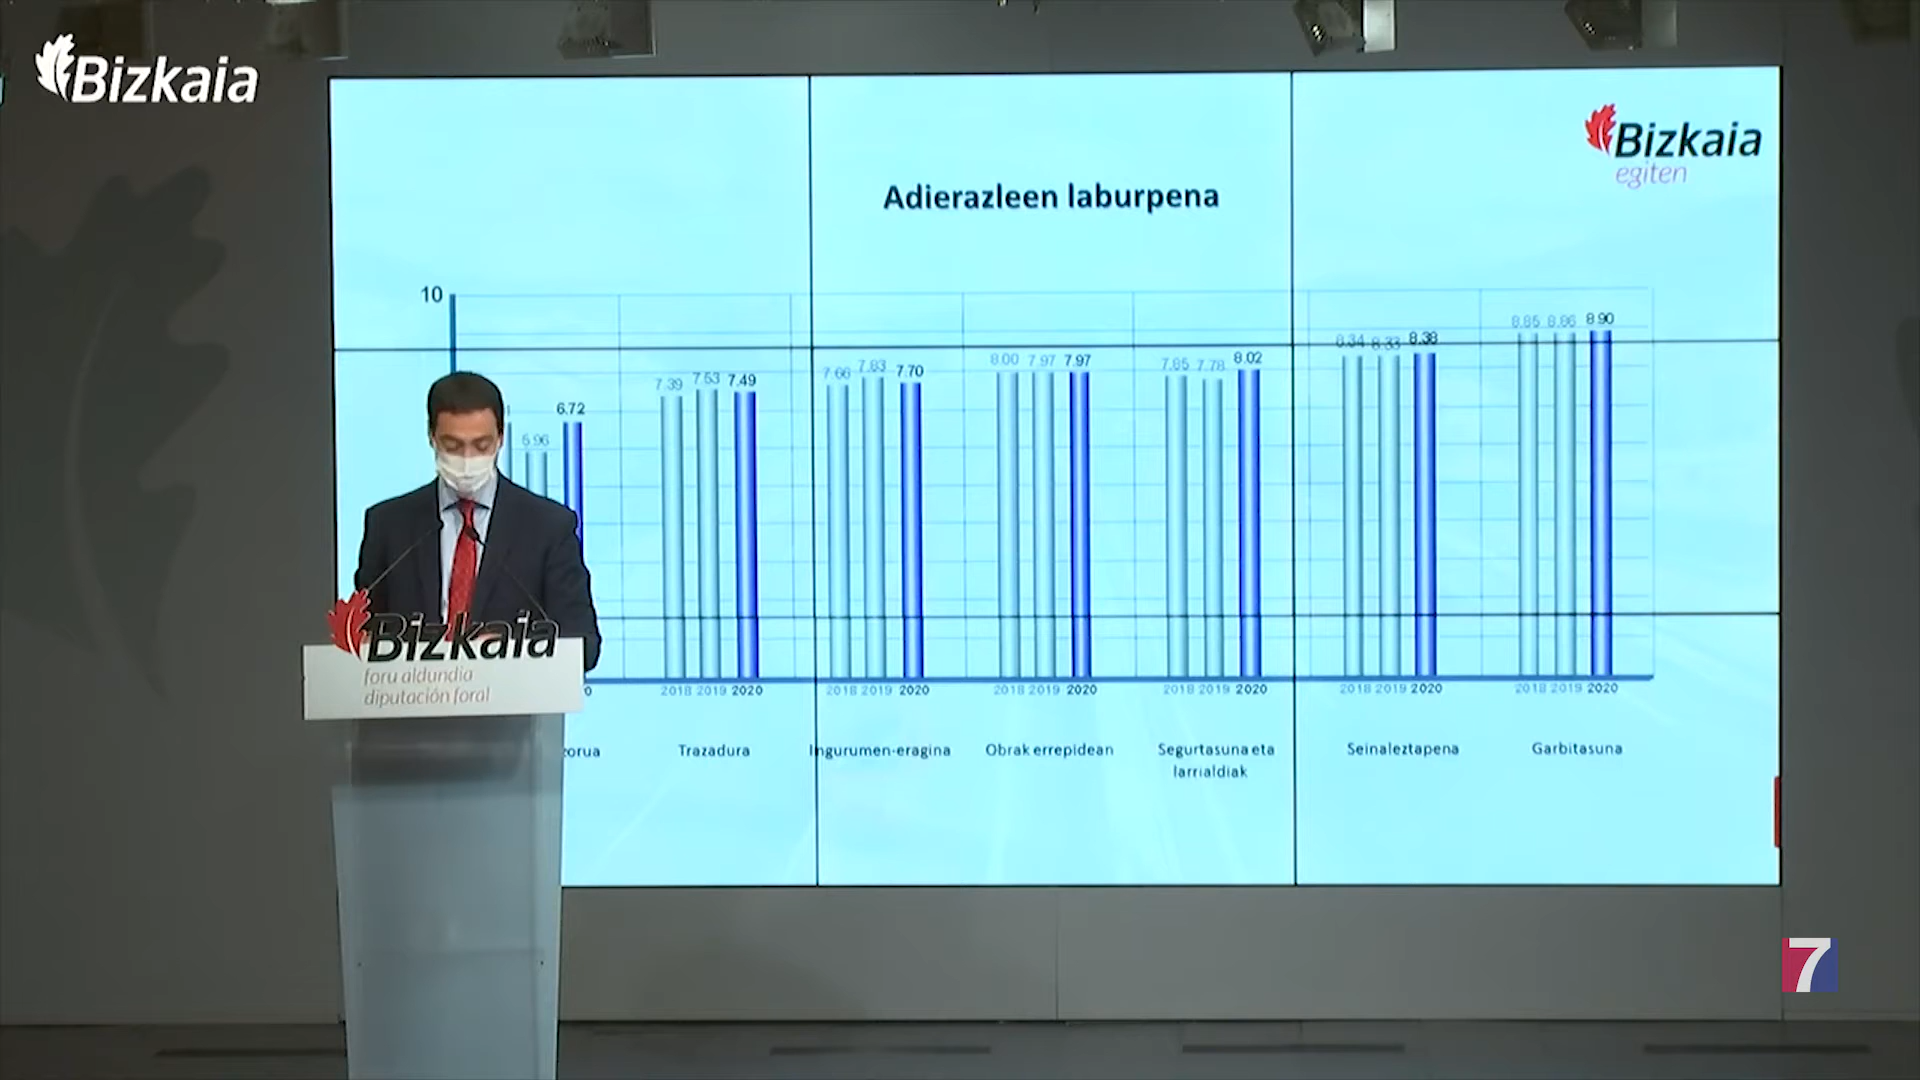 Bizkaia
Bizkaia
egiten
Adierazleen laburpena
10
6.72
5.96
7.39 7.53 7.49
7.66 7.83 7.70
8.00 7.97 7.97
7.85 7.78 8.02
8.34 8.33 8.38
8.85 8.86 8.90
2018 2019 2020
2018 2019 2020
2018 2019 2020
2018 2019 2020
2018 2019 2020
2018 2019 2020
Trazadura
Ingurumen-eragina
Obrak errepidean
Segurtasuna eta
larrialdiak
Seinaleztapena
Garbitasuna
Bizkaia
foru aldundia
diputación foral
7